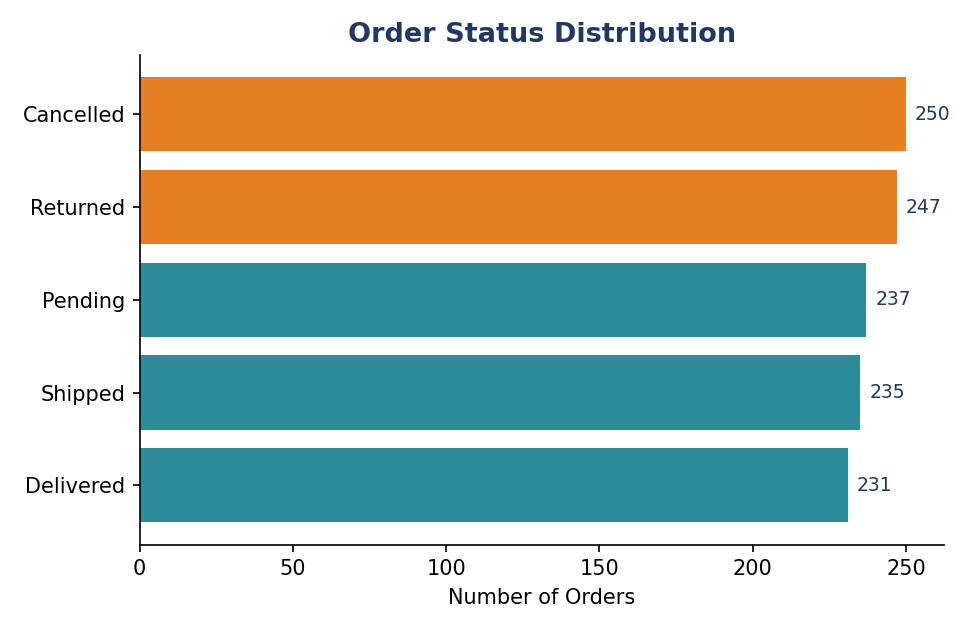 Order Status Distribution
Cancelled 250
Returned 247
Pending 237
Shipped 235
Delivered 231
0 50 100 150 200 250
Number of Orders